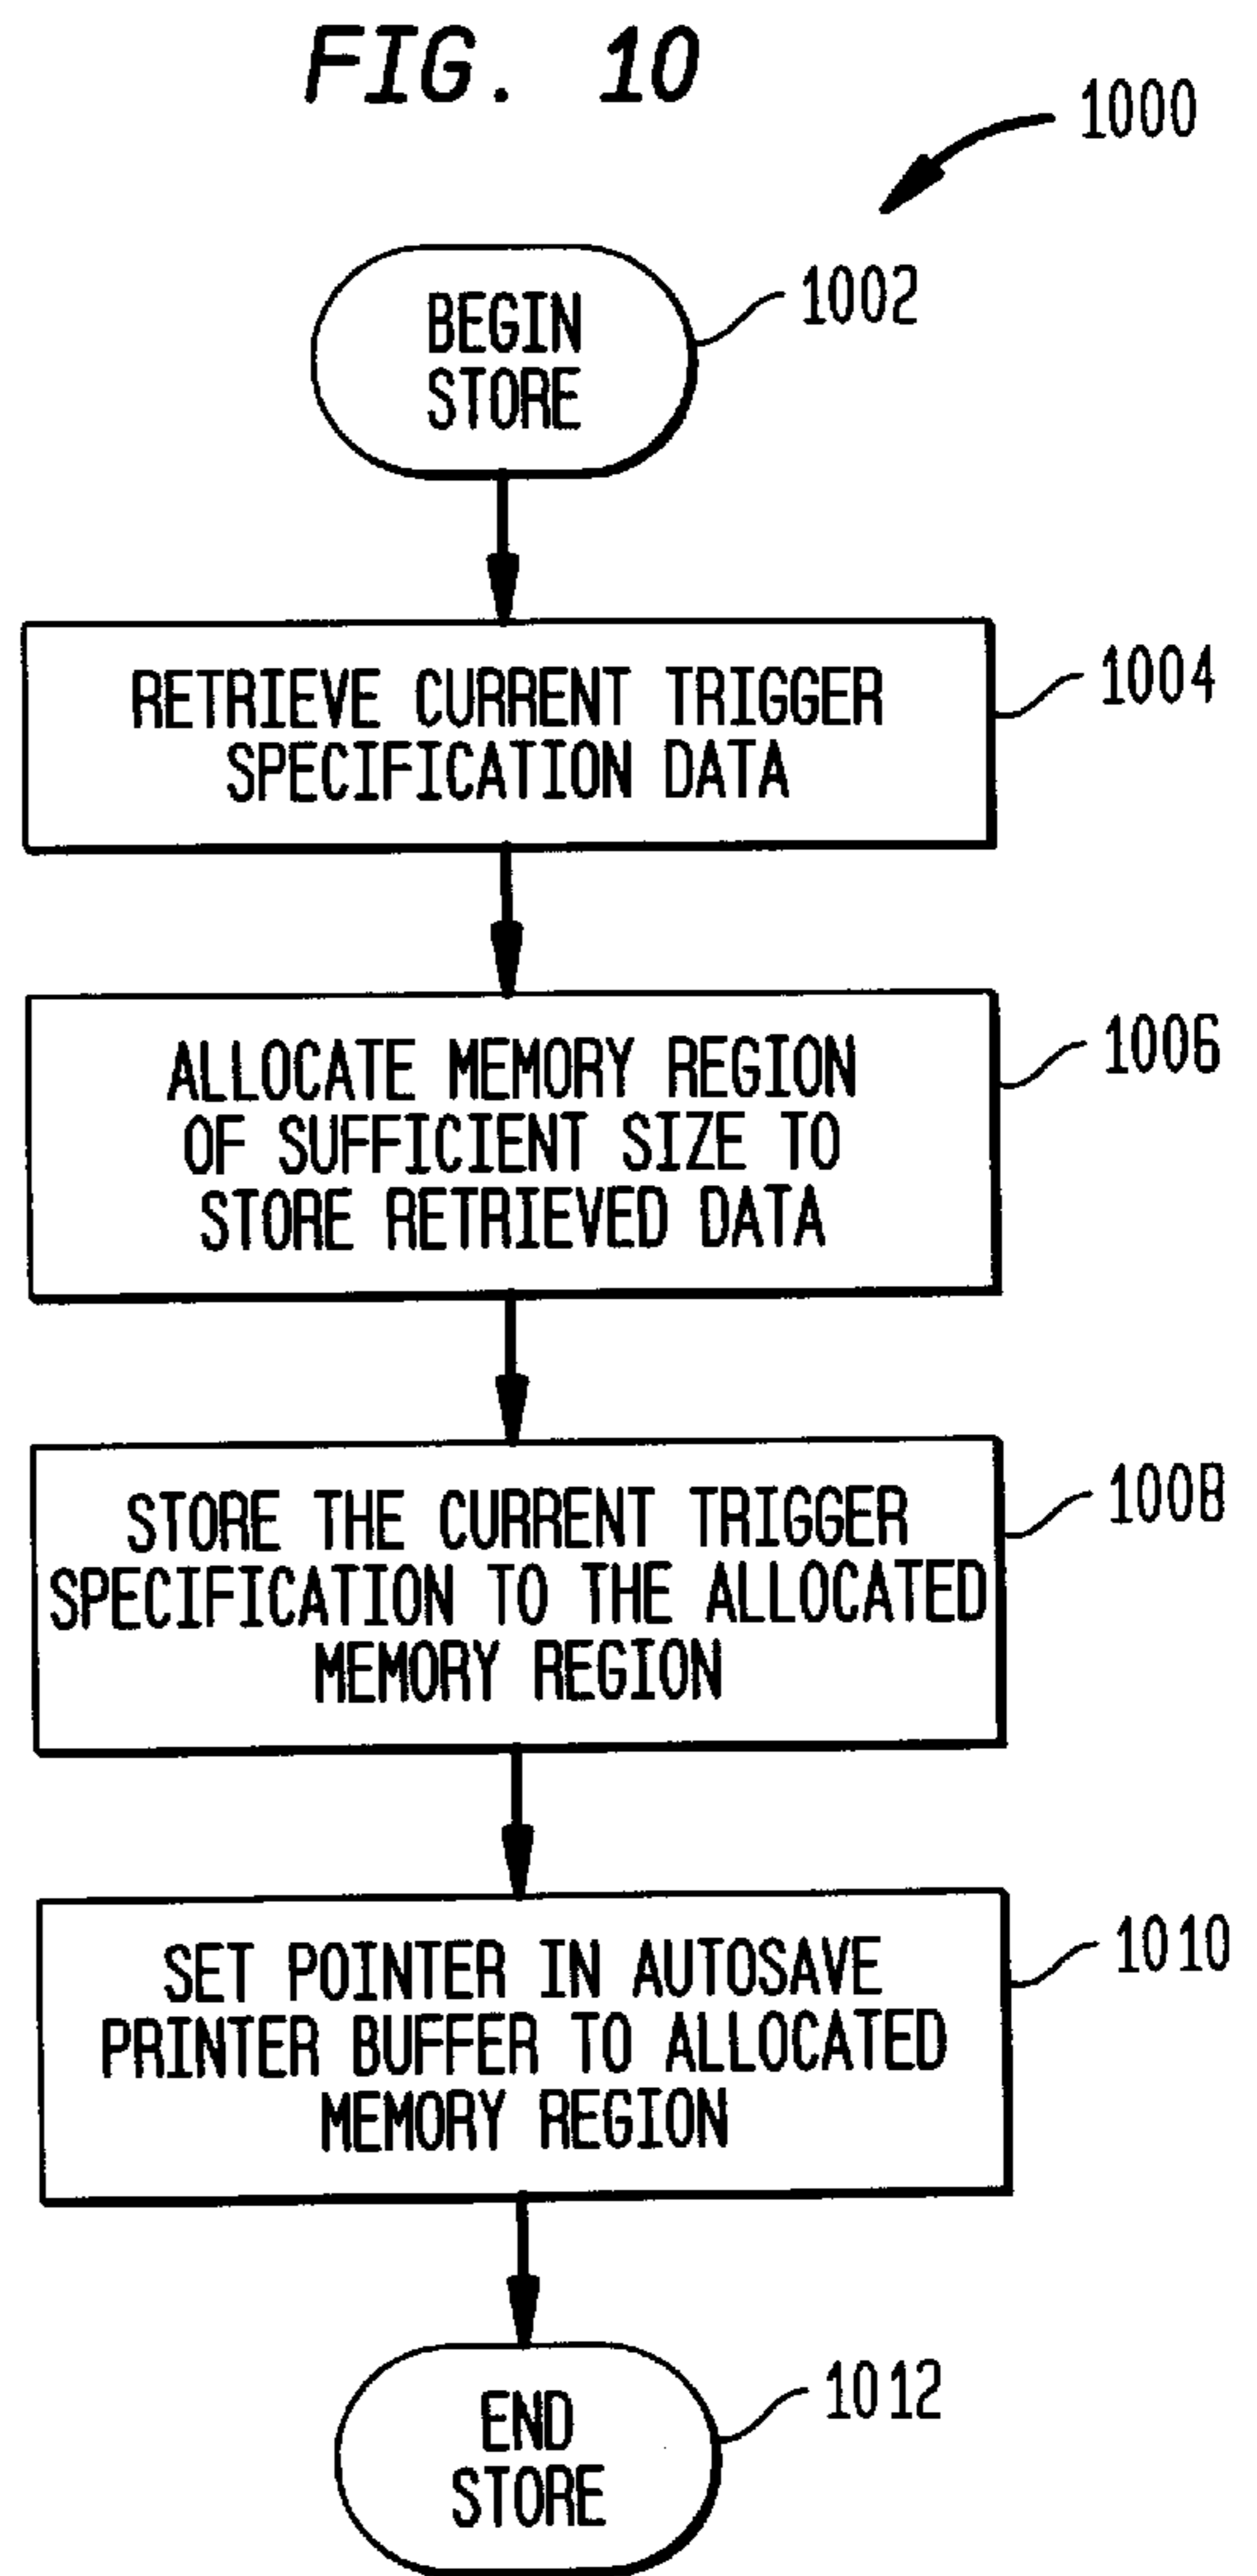 FIG. 10
1000
BEGIN
STORE
1002
RETRIEVE CURRENT TRIGGER
SPECIFICATION DATA
1004
ALLOCATE MEMORY REGION
OF SUFFICIENT SIZE TO
STORE RETRIEVED DATA
1006
STORE THE CURRENT TRIGGER
SPECIFICATION TO THE ALLOCATED
MEMORY REGION
1008
SET POINTER IN AUTOSAVE
PRINTER BUFFER TO ALLOCATED
MEMORY REGION
1010
END
STORE
1012